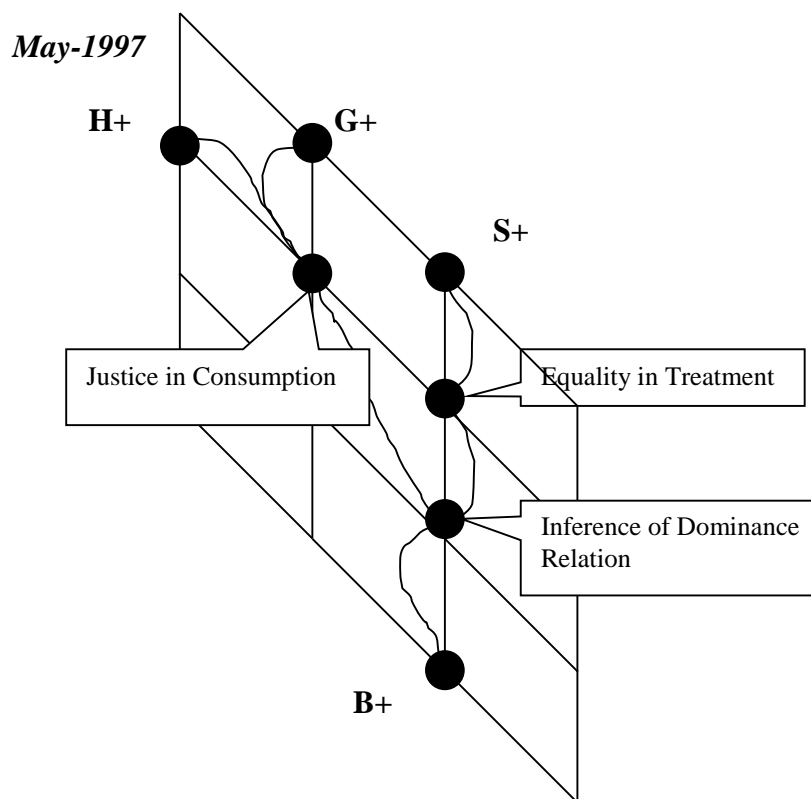 May-1997
H+
G+
S+
Justice in Consumption
Equality in Treatment
Inference of Dominance
Relation
B+